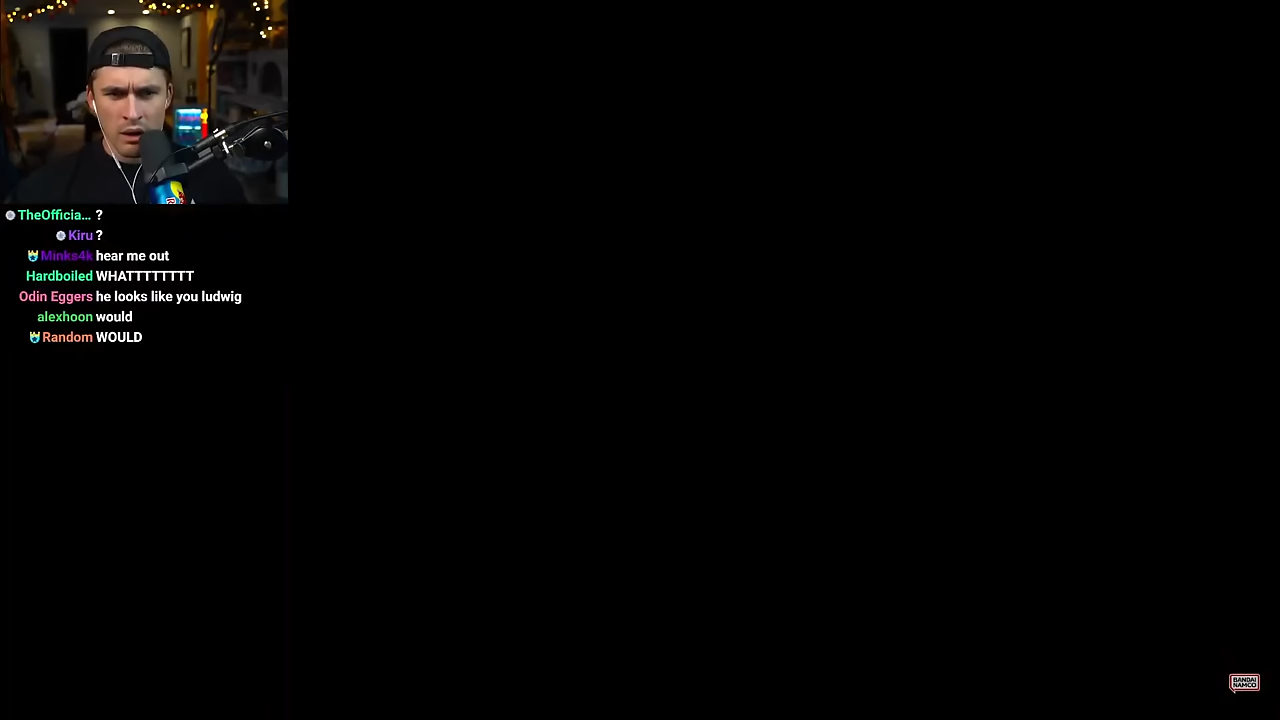 TheOfficia... ?
Kiru ?
Minks4k hear me out
Hardboiled WHATTTTTTTT
Odin Eggers he looks like you ludwig
alexhoon would
Random WOULD
BANDAI
NAMCO